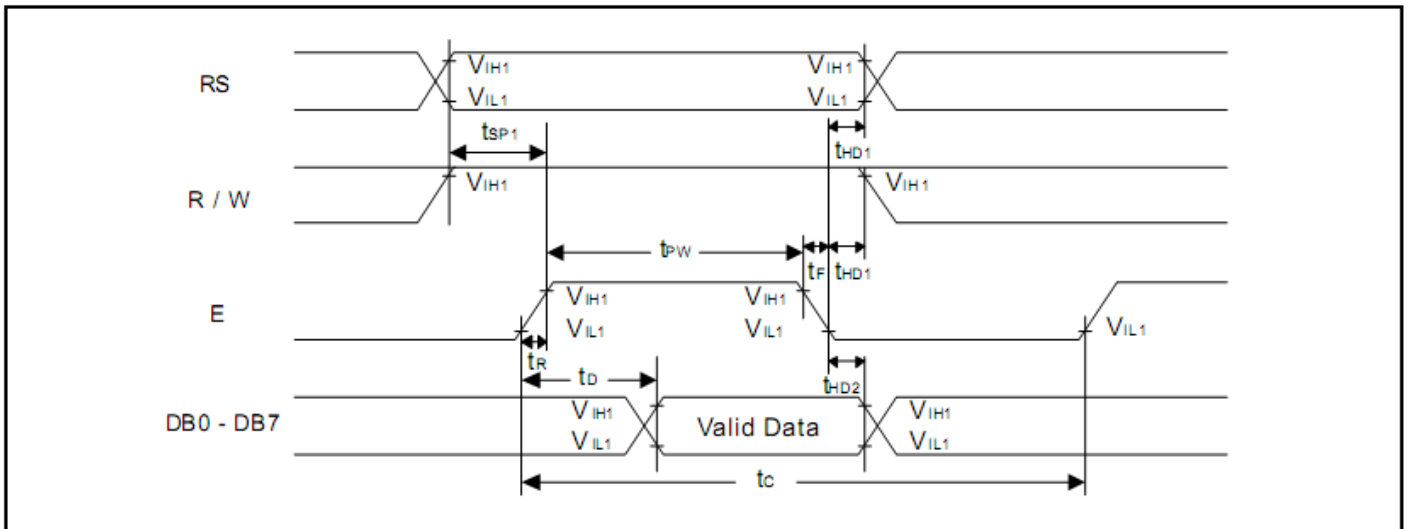 RS
VIH1
VIL1
VIH1
VIL1
tSP1
tHD1
R / W
VIH1
VIH1
tPW
tF
tHD1
E
VIH1
VIL1
VIH1
VIL1
VIL1
tR
tD
tHD2
DB0 - DB7
VIH1
VIL1
Valid Data
VIH1
VIL1
tC